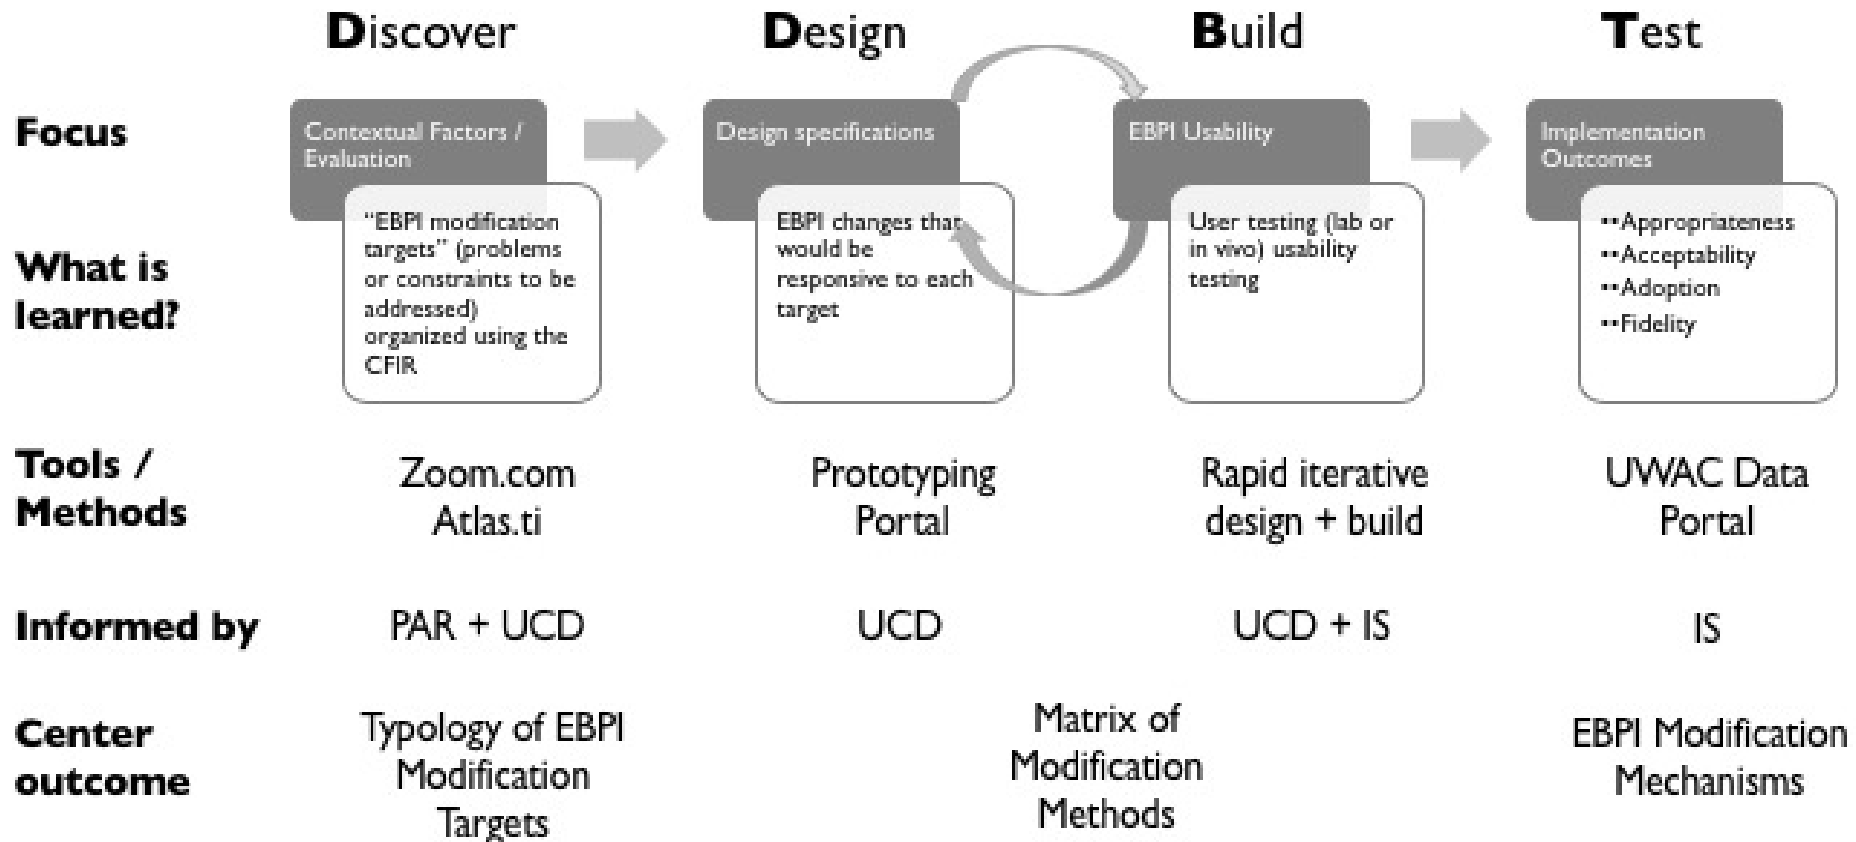 Discover
Design
Build
Test
Focus
Contextual Factors /
Evaluation
Design specifications
EBPI Usability
Implementation
Outcomes
What is
learned?
“EBPI modification
targets” (problems
or constraints to be
addressed)
organized using the
CFIR
EBPI changes that
would be
responsive to each
target
User testing (lab or
in vivo) usability
testing
••Appropriateness
••Acceptability
••Adoption
••Fidelity
Tools /
Methods
Zoom.com
Atlas.ti
Prototyping
Portal
Rapid iterative
design + build
UWAC Data
Portal
Informed by
PAR + UCD
UCD
UCD + IS
IS
Center
outcome
Typology of EBPI
Modification
Targets
Matrix of
Modification
Methods
EBPI Modification
Mechanisms